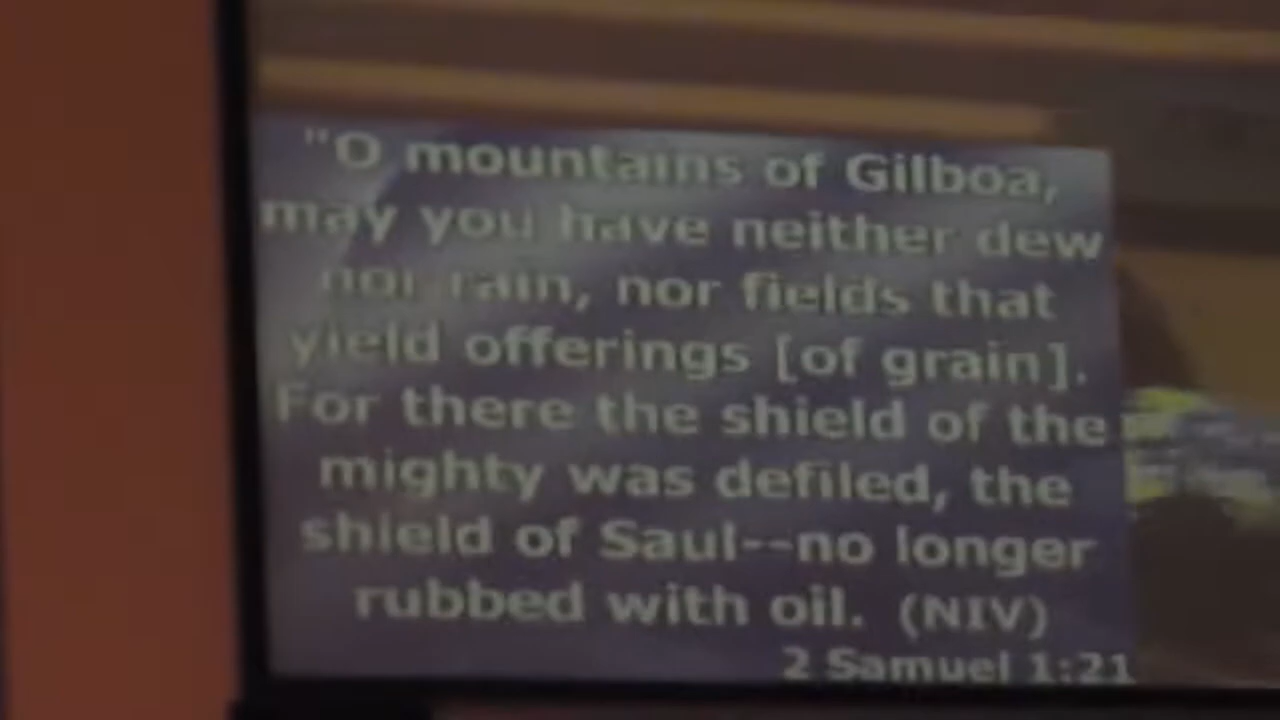 "O mountains of Gilboa,
may you have neither dew
nor rain, nor fields that
yield offerings [of grain].
For there the shield of the
mighty was defiled, the
shield of Saul--no longer
rubbed with oil. (NIV)
2 Samuel 1:21